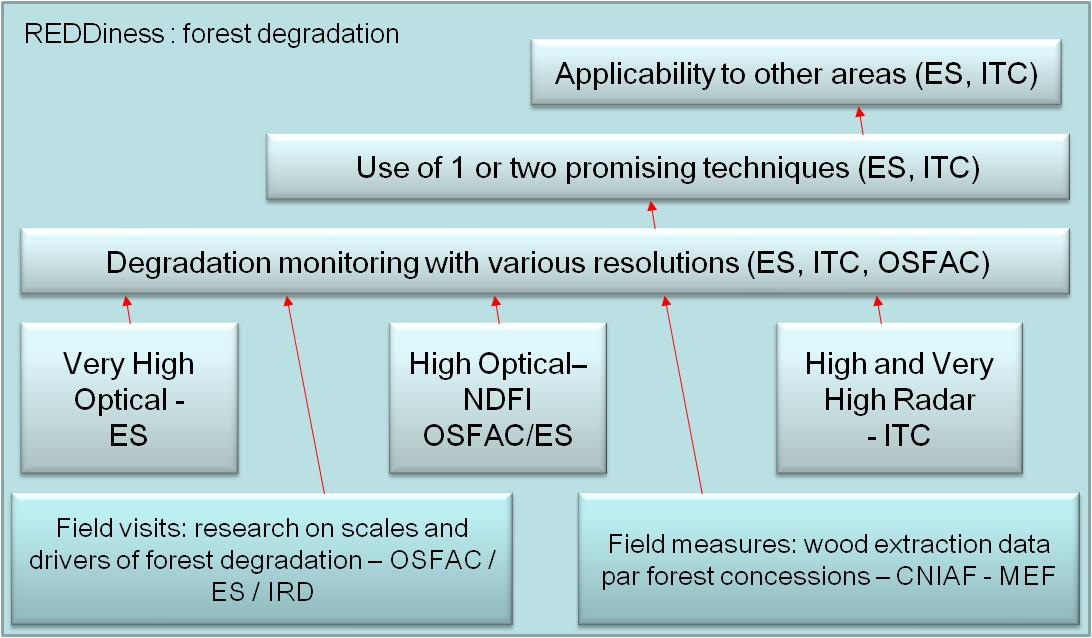 REDDiness : forest degradation
Applicability to other areas (ES, ITC)
Use of 1 or two promising techniques (ES, ITC)
Degradation monitoring with various resolutions (ES, ITC, OSFAC)
Very High
Optical -
ES
High Optical–
NDFI
OSFAC/ES
High and Very
High Radar
- ITC
Field visits: research on scales and
drivers of forest degradation – OSFAC /
ES / IRD
Field measures: wood extraction data
par forest concessions – CNIAF - MEF